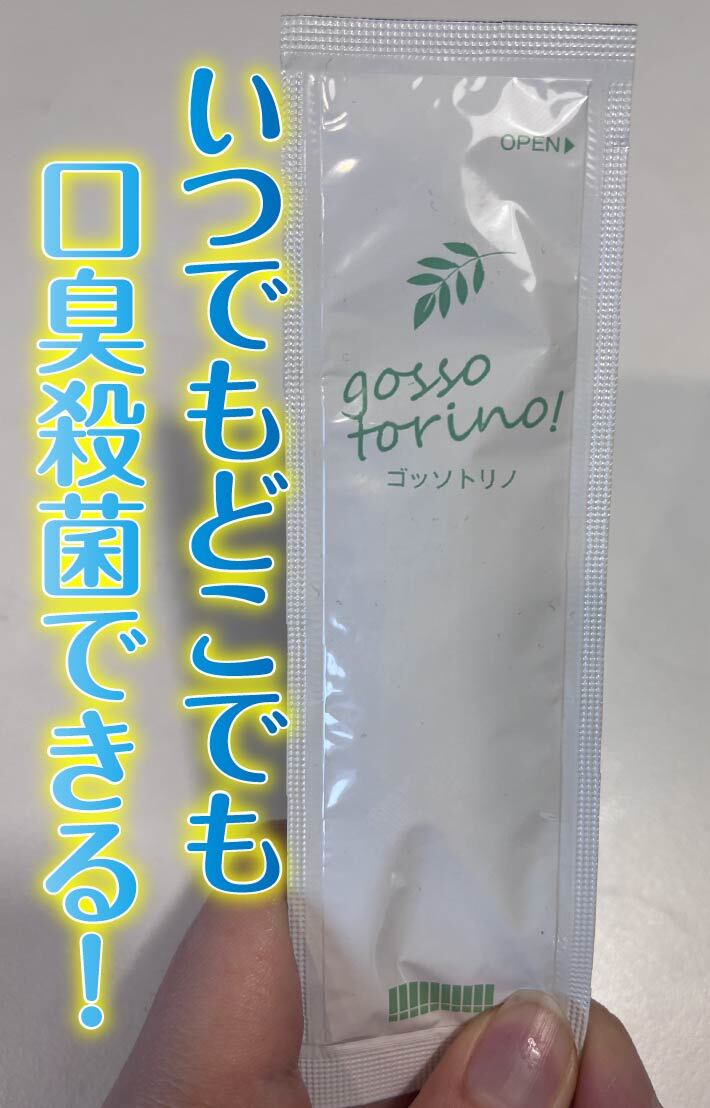 いつでもどこでも
口臭殺菌できる！
OPEN▶
gosso
torino!
ゴッソトリノ